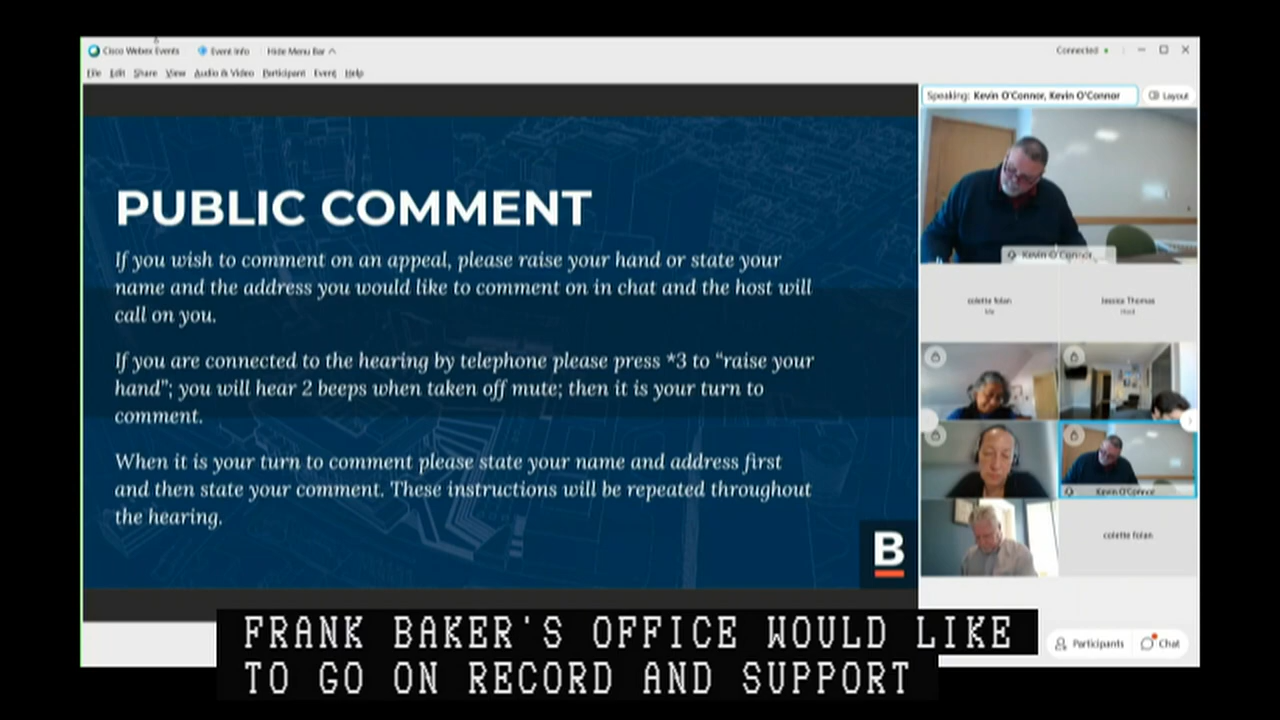 Cisco Webex Events
Event Info
Hide Menu Bar
Connected
File Edit Share View Audio & Video Participant Event Help
Speaking: Kevin O'Connor, Kevin O'Connor
Layout
PUBLIC COMMENT
If you wish to comment on an appeal, please raise your hand or state your
name and the address you would like to comment on in chat and the host will
call on you.
If you are connected to the hearing by telephone please press *3 to “raise your
hand”; you will hear 2 beeps when taken off mute; then it is your turn to
comment.
When it is your turn to comment please state your name and address first
and then state your comment. These instructions will be repeated throughout
the hearing.
B
Kevin O'Connor
colette folan
Me
Jessica Thomas
Host
Kevin O'Connor
colette folan
Participants
Chat
FRANK BAKER'S OFFICE WOULD LIKE
TO GO ON RECORD AND SUPPORT